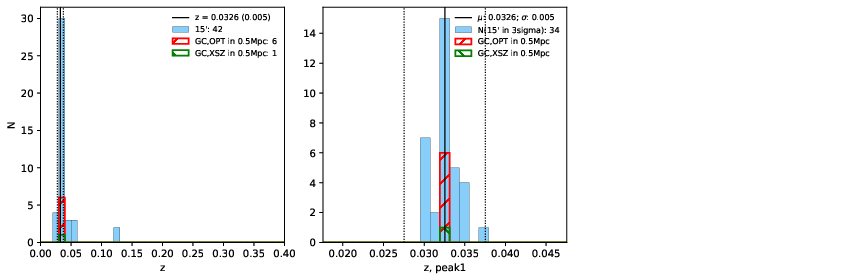 z = 0.0326 (0.005)
15': 42
GC,OPT in 0.5Mpc: 6
GC,XSZ in 0.5Mpc: 1
N
30
25
20
15
10
5
0
0.00 0.05 0.10 0.15 0.20 0.25 0.30 0.35 0.40
z
μ: 0.0326; σ: 0.005
N(15' in 3sigma): 34
GC,OPT in 0.5Mpc
GC,XSZ in 0.5Mpc
14
12
10
8
6
4
2
0
0.020 0.025 0.030 0.035 0.040 0.045
z, peak1